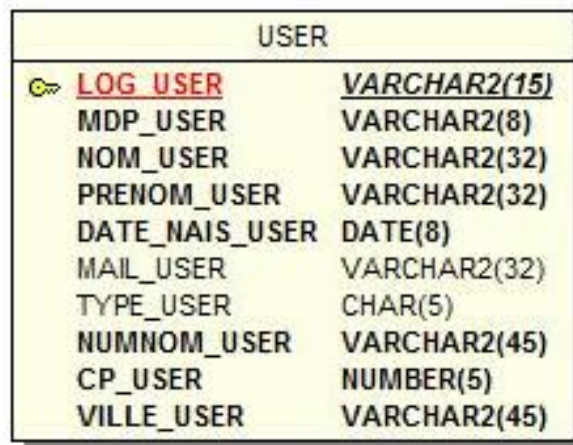 USER
LOG_USER VARCHAR2(15)
MDP_USER VARCHAR2(8)
NOM_USER VARCHAR2(32)
PRENOM_USER VARCHAR2(32)
DATE_NAIS_USER DATE(8)
MAIL_USER VARCHAR2(32)
TYPE_USER CHAR(5)
NUMNOM_USER VARCHAR2(45)
CP_USER NUMBER(5)
VILLE_USER VARCHAR2(45)